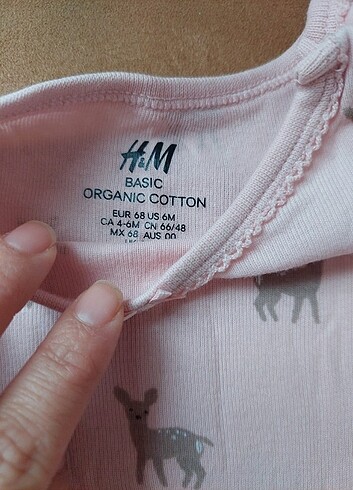 H&M
BASIC
ORGANIC COTTON
EUR 68 US 6M
CA 4-6M CN 66/48
MX 68 AUS 00